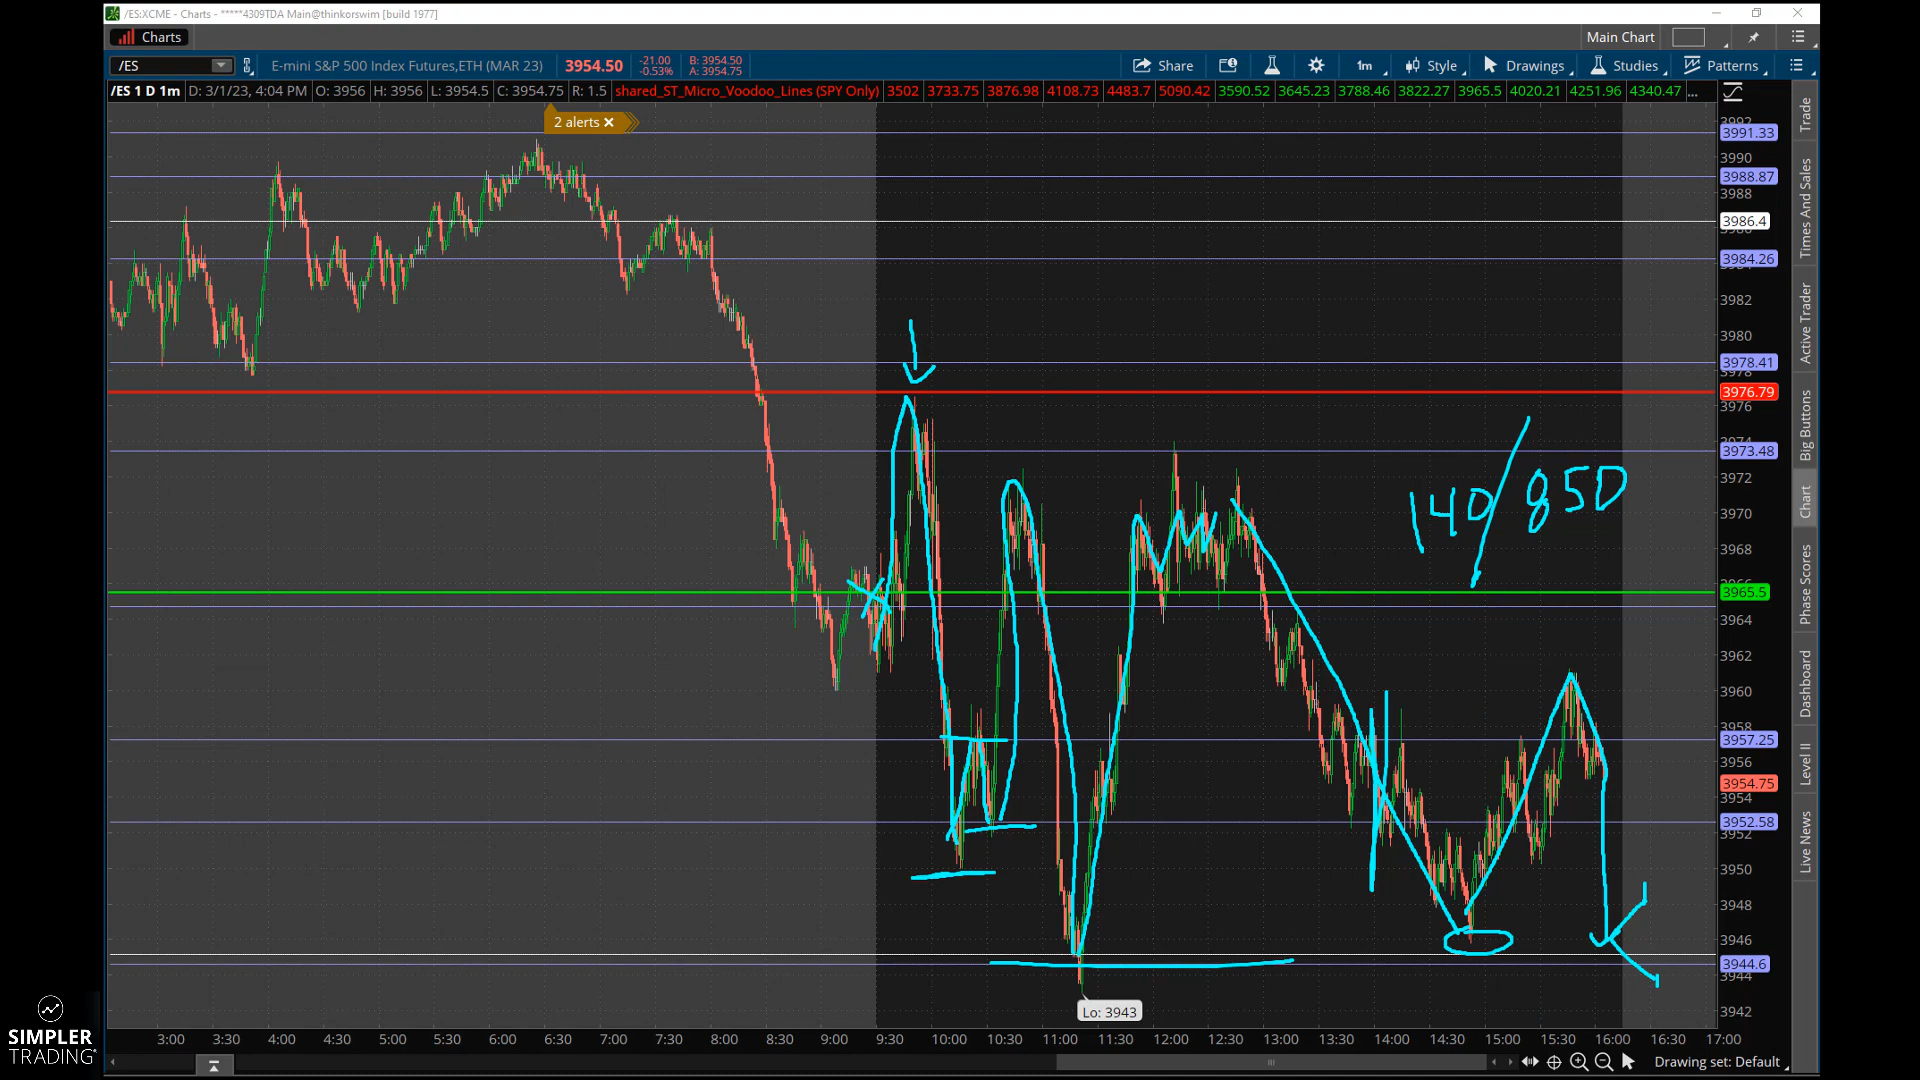 /ES:XCME - Charts - *****4309TDA Main@thinkorswim [build 1977]
Charts
Main Chart
/ES
E-mini S&P 500 Index Futures,ETH (MAR 23)
3954.50
-21.00
-0.53%
B: 3954.50
A: 3954.75
Share
1m
Style
Drawings
Studies
Patterns
/ES 1 D 1m
D: 3/1/23, 4:04 PM
O: 3956
H: 3956
L: 3954.5
C: 3954.75
R: 1.5
shared_ST_Micro_Voodoo_Lines (SPY Only)
3502
3733.75
3876.98
4108.73
4483.7
5090.42
3590.52
3645.23
3788.46
3822.27
3965.5
4020.21
4251.96
4340.47
...
2 alerts
3992
3991.33
3990
3988.87
3988
3986.4
3986
3984.26
3984
3982
3980
3978.41
3978
3976.79
3976
3974
3973.48
3972
3970
3968
3966
3965.5
3964
3962
3960
3958
3957.25
3956
3954.75
3954
3952.58
3952
3950
3948
3946
3944.6
3944
3942
140/85D
Lo: 3943
3:00
3:30
4:00
4:30
5:00
5:30
6:00
6:30
7:00
7:30
8:00
8:30
9:00
9:30
10:00
10:30
11:00
11:30
12:00
12:30
13:00
13:30
14:00
14:30
15:00
15:30
16:00
16:30
17:00
Drawing set: Default
Trade
Times And Sales
Active Trader
Big Buttons
Chart
Phase Scores
Dashboard
Level II
Live News
SIMPLER
TRADING